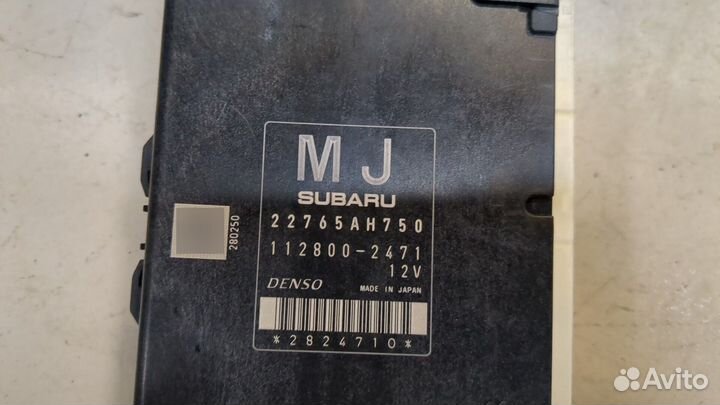 M J
SUBARU
22765AH750
112800-2471
12V
DENSO MADE IN JAPAN
*2824710*
280250
Avito